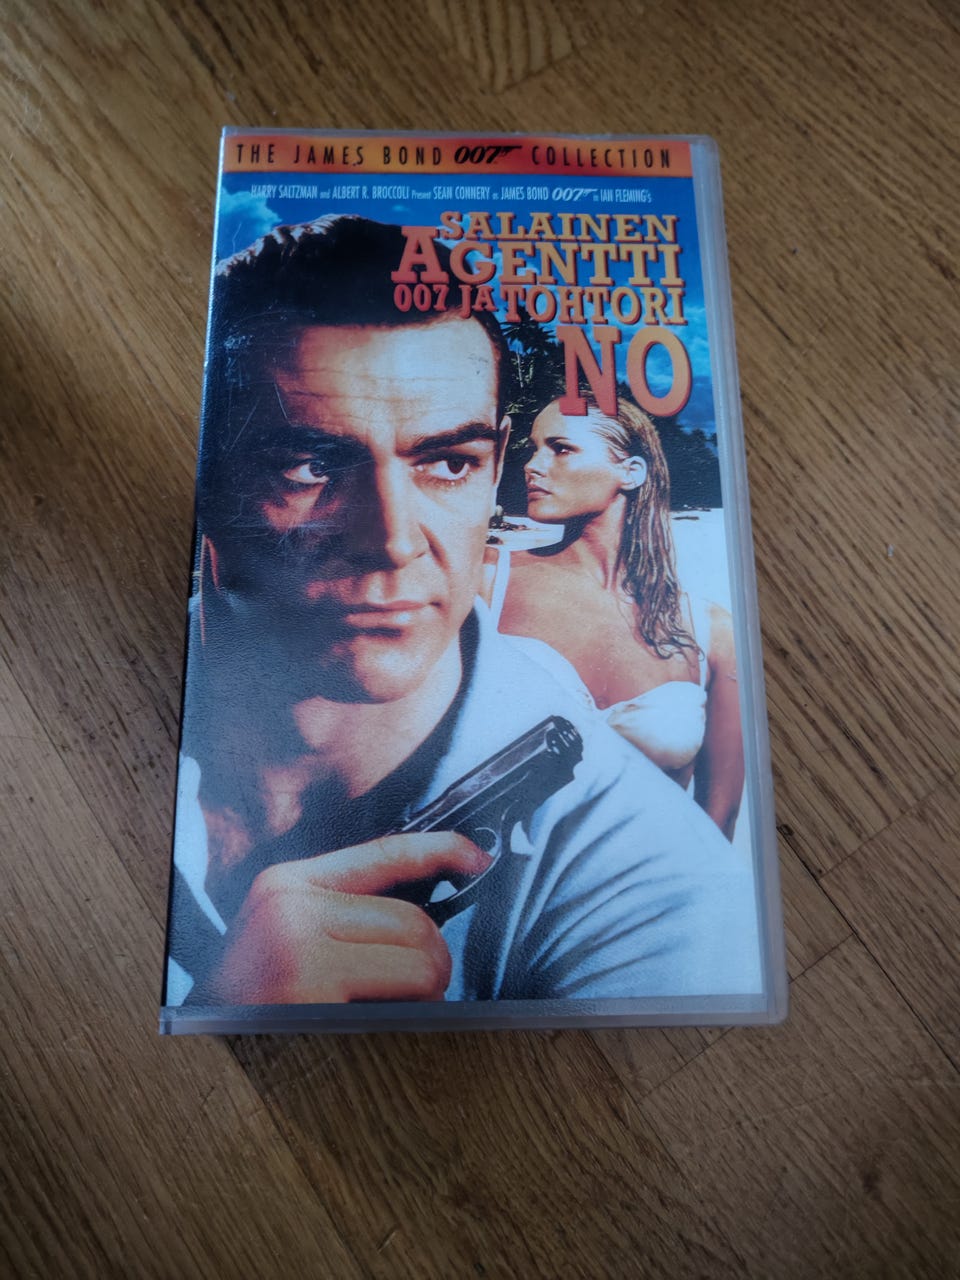 THE JAMES BOND 007 COLLECTION
HARRY SALTZMAN and ALBERT R. BROCCOLI Present SEAN CONNERY as JAMES BOND 007 in IAN FLEMING's
SALAINEN
AGENTTI
007 JA TOHTORI
NO